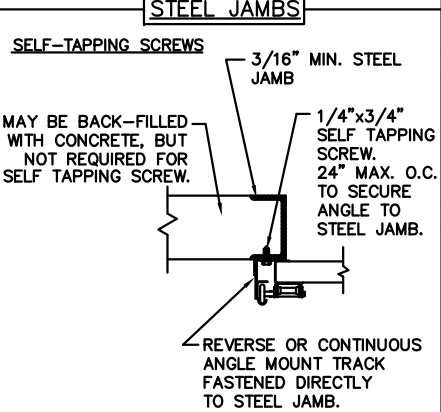 STEEL JAMBS
SELF-TAPPING SCREWS
3/16" MIN. STEEL
JAMB
MAY BE BACK-FILLED
WITH CONCRETE, BUT
NOT REQUIRED FOR
SELF TAPPING SCREW.
1/4"x3/4"
SELF TAPPING
SCREW.
24" MAX. O.C.
TO SECURE
ANGLE TO
STEEL JAMB.
REVERSE OR CONTINUOUS
ANGLE MOUNT TRACK
FASTENED DIRECTLY
TO STEEL JAMB.